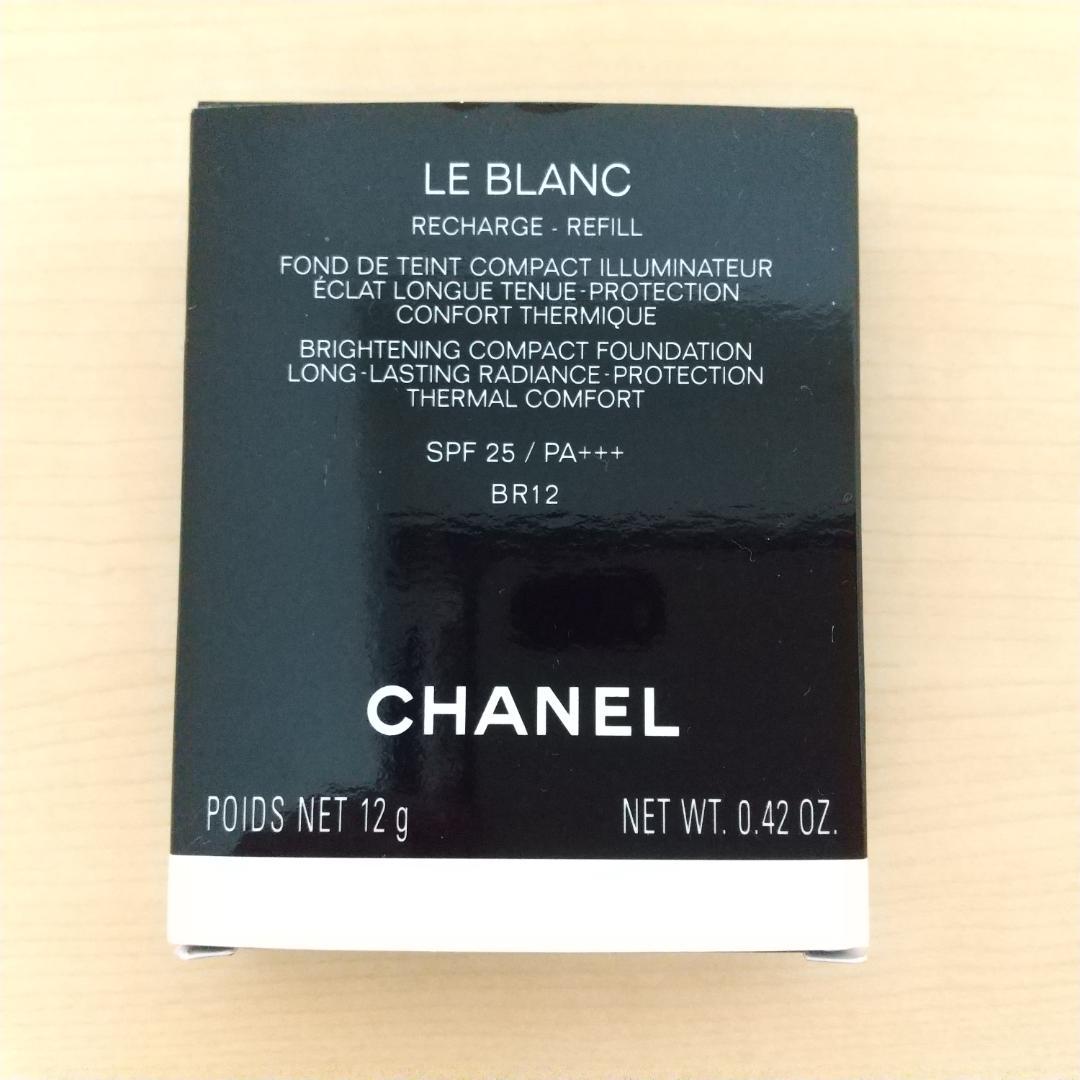 LE BLANC
RECHARGE - REFILL
FOND DE TEINT COMPACT ILLUMINATEUR
ÉCLAT LONGUE TENUE-PROTECTION
CONFORT THERMIQUE
BRIGHTENING COMPACT FOUNDATION
LONG-LASTING RADIANCE-PROTECTION
THERMAL COMFORT
SPF 25 / PA+++
BR12
CHANEL
POIDS NET 12 g NET WT. 0.42 OZ.